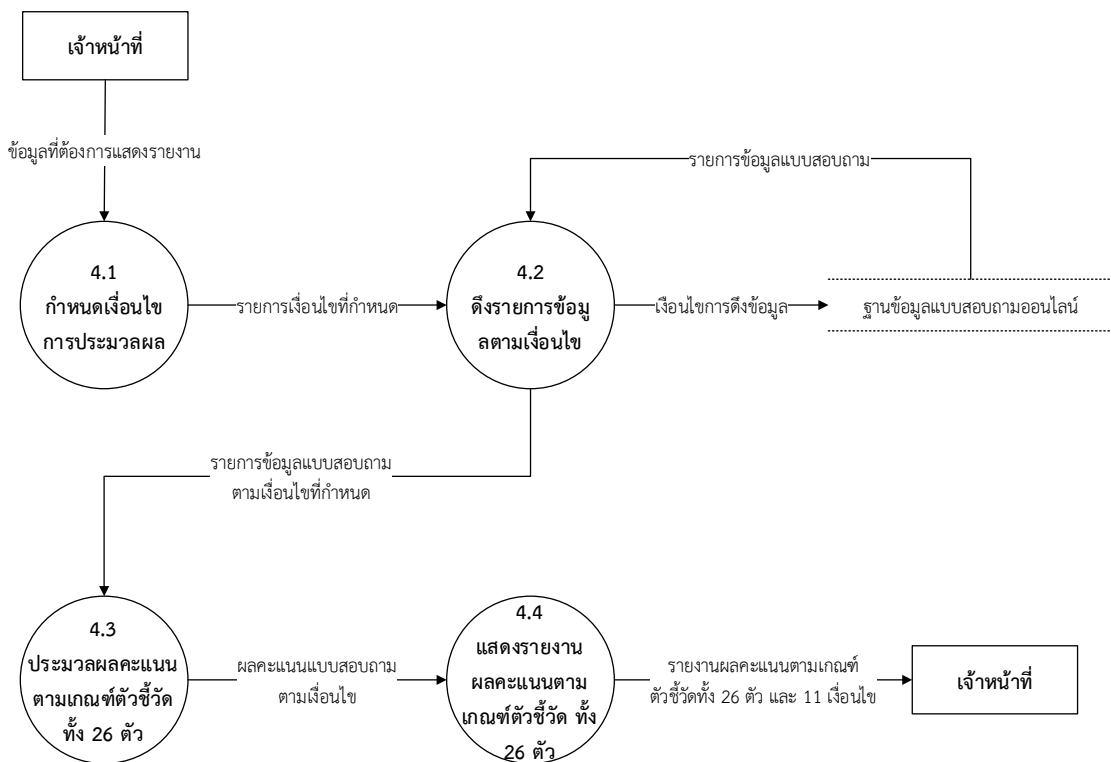 เจ้าหน้าที่
ข้อมูลที่ต้องการแสดงรายงาน
รายการข้อมูลแบบสอบถาม
4.1
กำหนดเงื่อนไข
การประมวลผล
รายการเงื่อนไขที่กำหนด
4.2
ดึงรายการข้อมู
ลตามเงื่อนไข
เงือนไขการดึงข้อมูล
ฐานข้อมูลแบบสอบถามออนไลน์
รายการข้อมูลแบบสอบถาม
ตามเงื่อนไขที่กำหนด
4.3
ประมวลผลคะแนน
ตามเกณฑ์ตัวชี้วัด
ทั้ง 26 ตัว
ผลคะแนนแบบสอบถาม
ตามเงื่อนไข
4.4
แสดงรายงาน
ผลคะแนนตาม
เกณฑ์ตัวชี้วัด ทั้ง
26 ตัว
รายงานผลคะแนนตามเกณฑ์
ตัวชี้วัดทั้ง 26 ตัว และ 11 เงื่อนไข
เจ้าหน้าที่